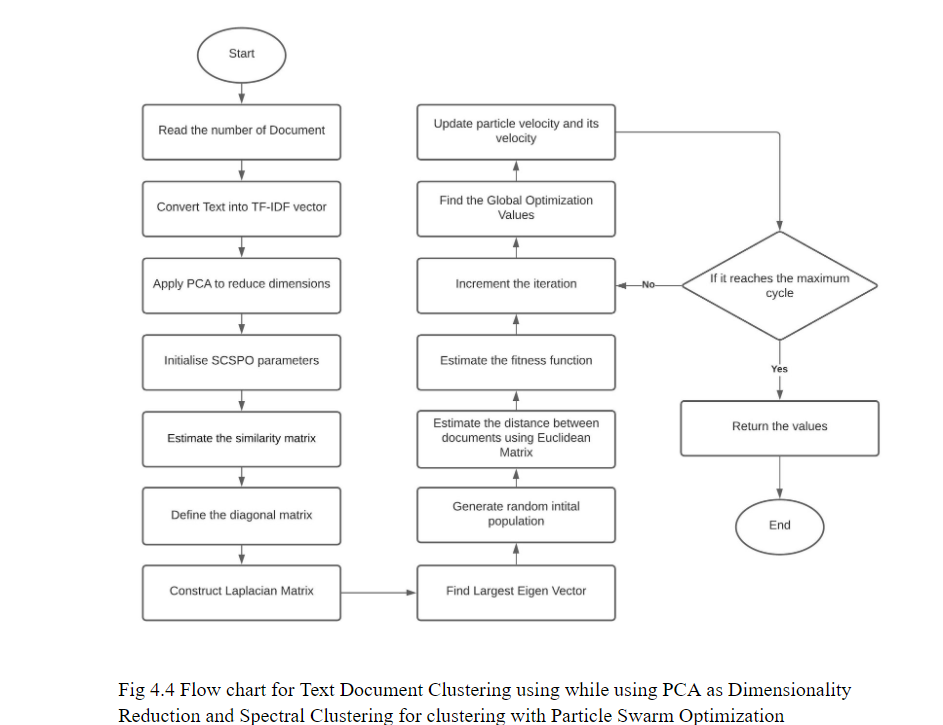 Start
Read the number of Document
Convert Text into TF-IDF vector
Apply PCA to reduce dimensions
Initialise SCSPO parameters
Estimate the similarity matrix
Define the diagonal matrix
Construct Laplacian Matrix
Find Largest Eigen Vector
Generate random intital
population
Estimate the distance between
documents using Euclidean
Matrix
Estimate the fitness function
Increment the iteration
Find the Global Optimization
Values
Update particle velocity and its
velocity
If it reaches the maximum
cycle
No
Yes
Return the values
End
Fig 4.4 Flow chart for Text Document Clustering using while using PCA as Dimensionality
Reduction and Spectral Clustering for clustering with Particle Swarm Optimization